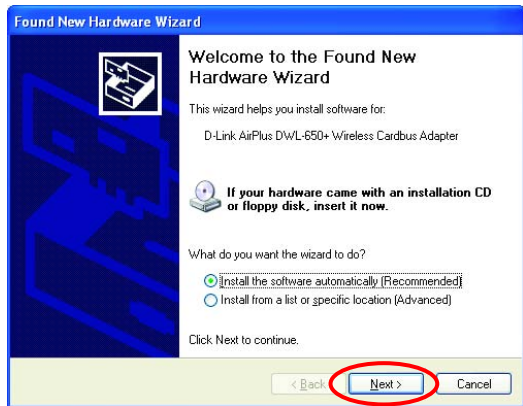 Found New Hardware Wizard
Welcome to the Found New
Hardware Wizard
This wizard helps you install software for:
D-Link AirPlus DWL-650+ Wireless Cardbus Adapter
If your hardware came with an installation CD
or floppy disk, insert it now.
What do you want the wizard to do?
Install the software automatically (Recommended)
Install from a list or specific location (Advanced)
Click Next to continue.
< Back
Next >
Cancel